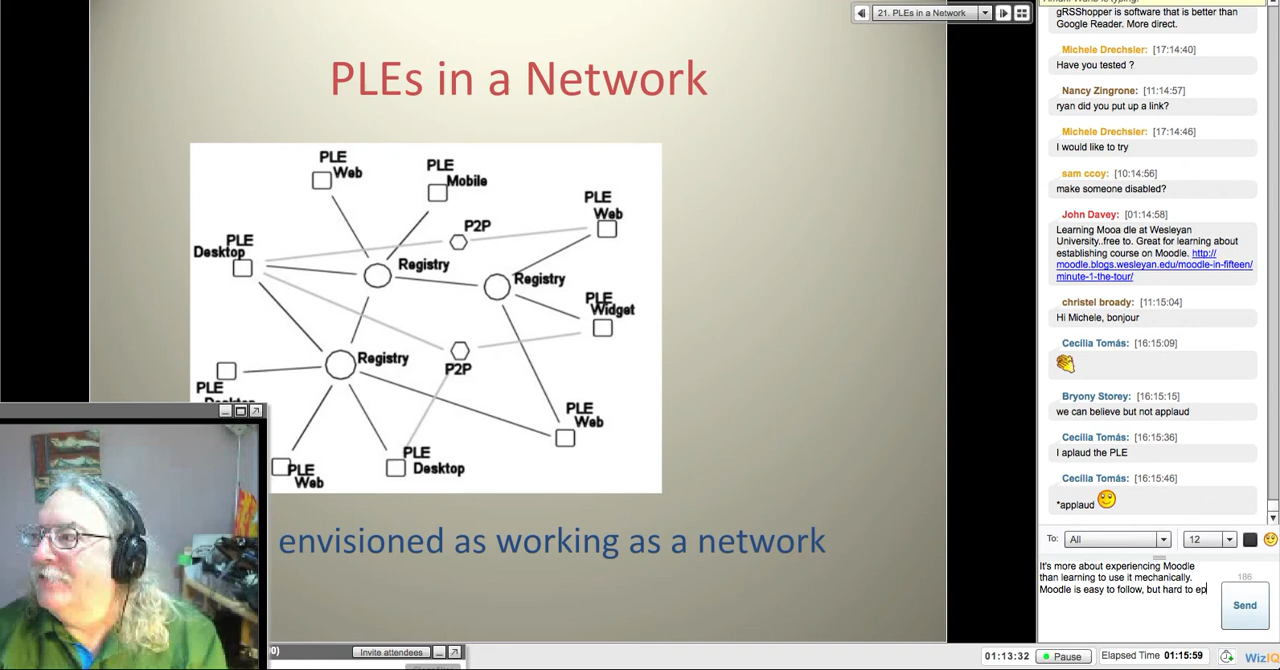 21. PLEs in a Network
PLEs in a Network
PLE
Web
PLE
Mobile
PLE
Web
P2P
PLE
Desktop
Registry
Registry
PLE
Widget
Registry
P2P
PLE
PLE
Web
PLE
Desktop
PLE
Web
envisioned as working as a network
Invite attendees
gRSShopper is software that is better than
Google Reader. More direct.
Michele Drechsler: [17:14:40]
Have you tested ?
Nancy Zingrone: [11:14:57]
ryan did you put up a link?
Michele Drechsler: [17:14:46]
I would like to try
sam ccoy: [10:14:56]
make someone disabled?
John Davey: [01:14:58]
Learning Mooa dle at Wesleyan
University..free to. Great for learning about
establishing course on Moodle. http://
moodle.blogs.wesleyan.edu/moodle-in-fifteen/
minute-1-the-tour/
christel broady: [11:15:04]
Hi Michele, bonjour
Cecília Tomás: [16:15:09]
Bryony Storey: [16:15:15]
we can believe but not applaud
Cecília Tomás: [16:15:36]
I aplaud the PLE
Cecília Tomás: [16:15:46]
*applaud
To: All 12
It's more about experiencing Moodle
than learning to use it mechanically.
Moodle is easy to follow, but hard to ep
186
Send
01:13:32 Pause Elapsed Time 01:15:59 WizIQ